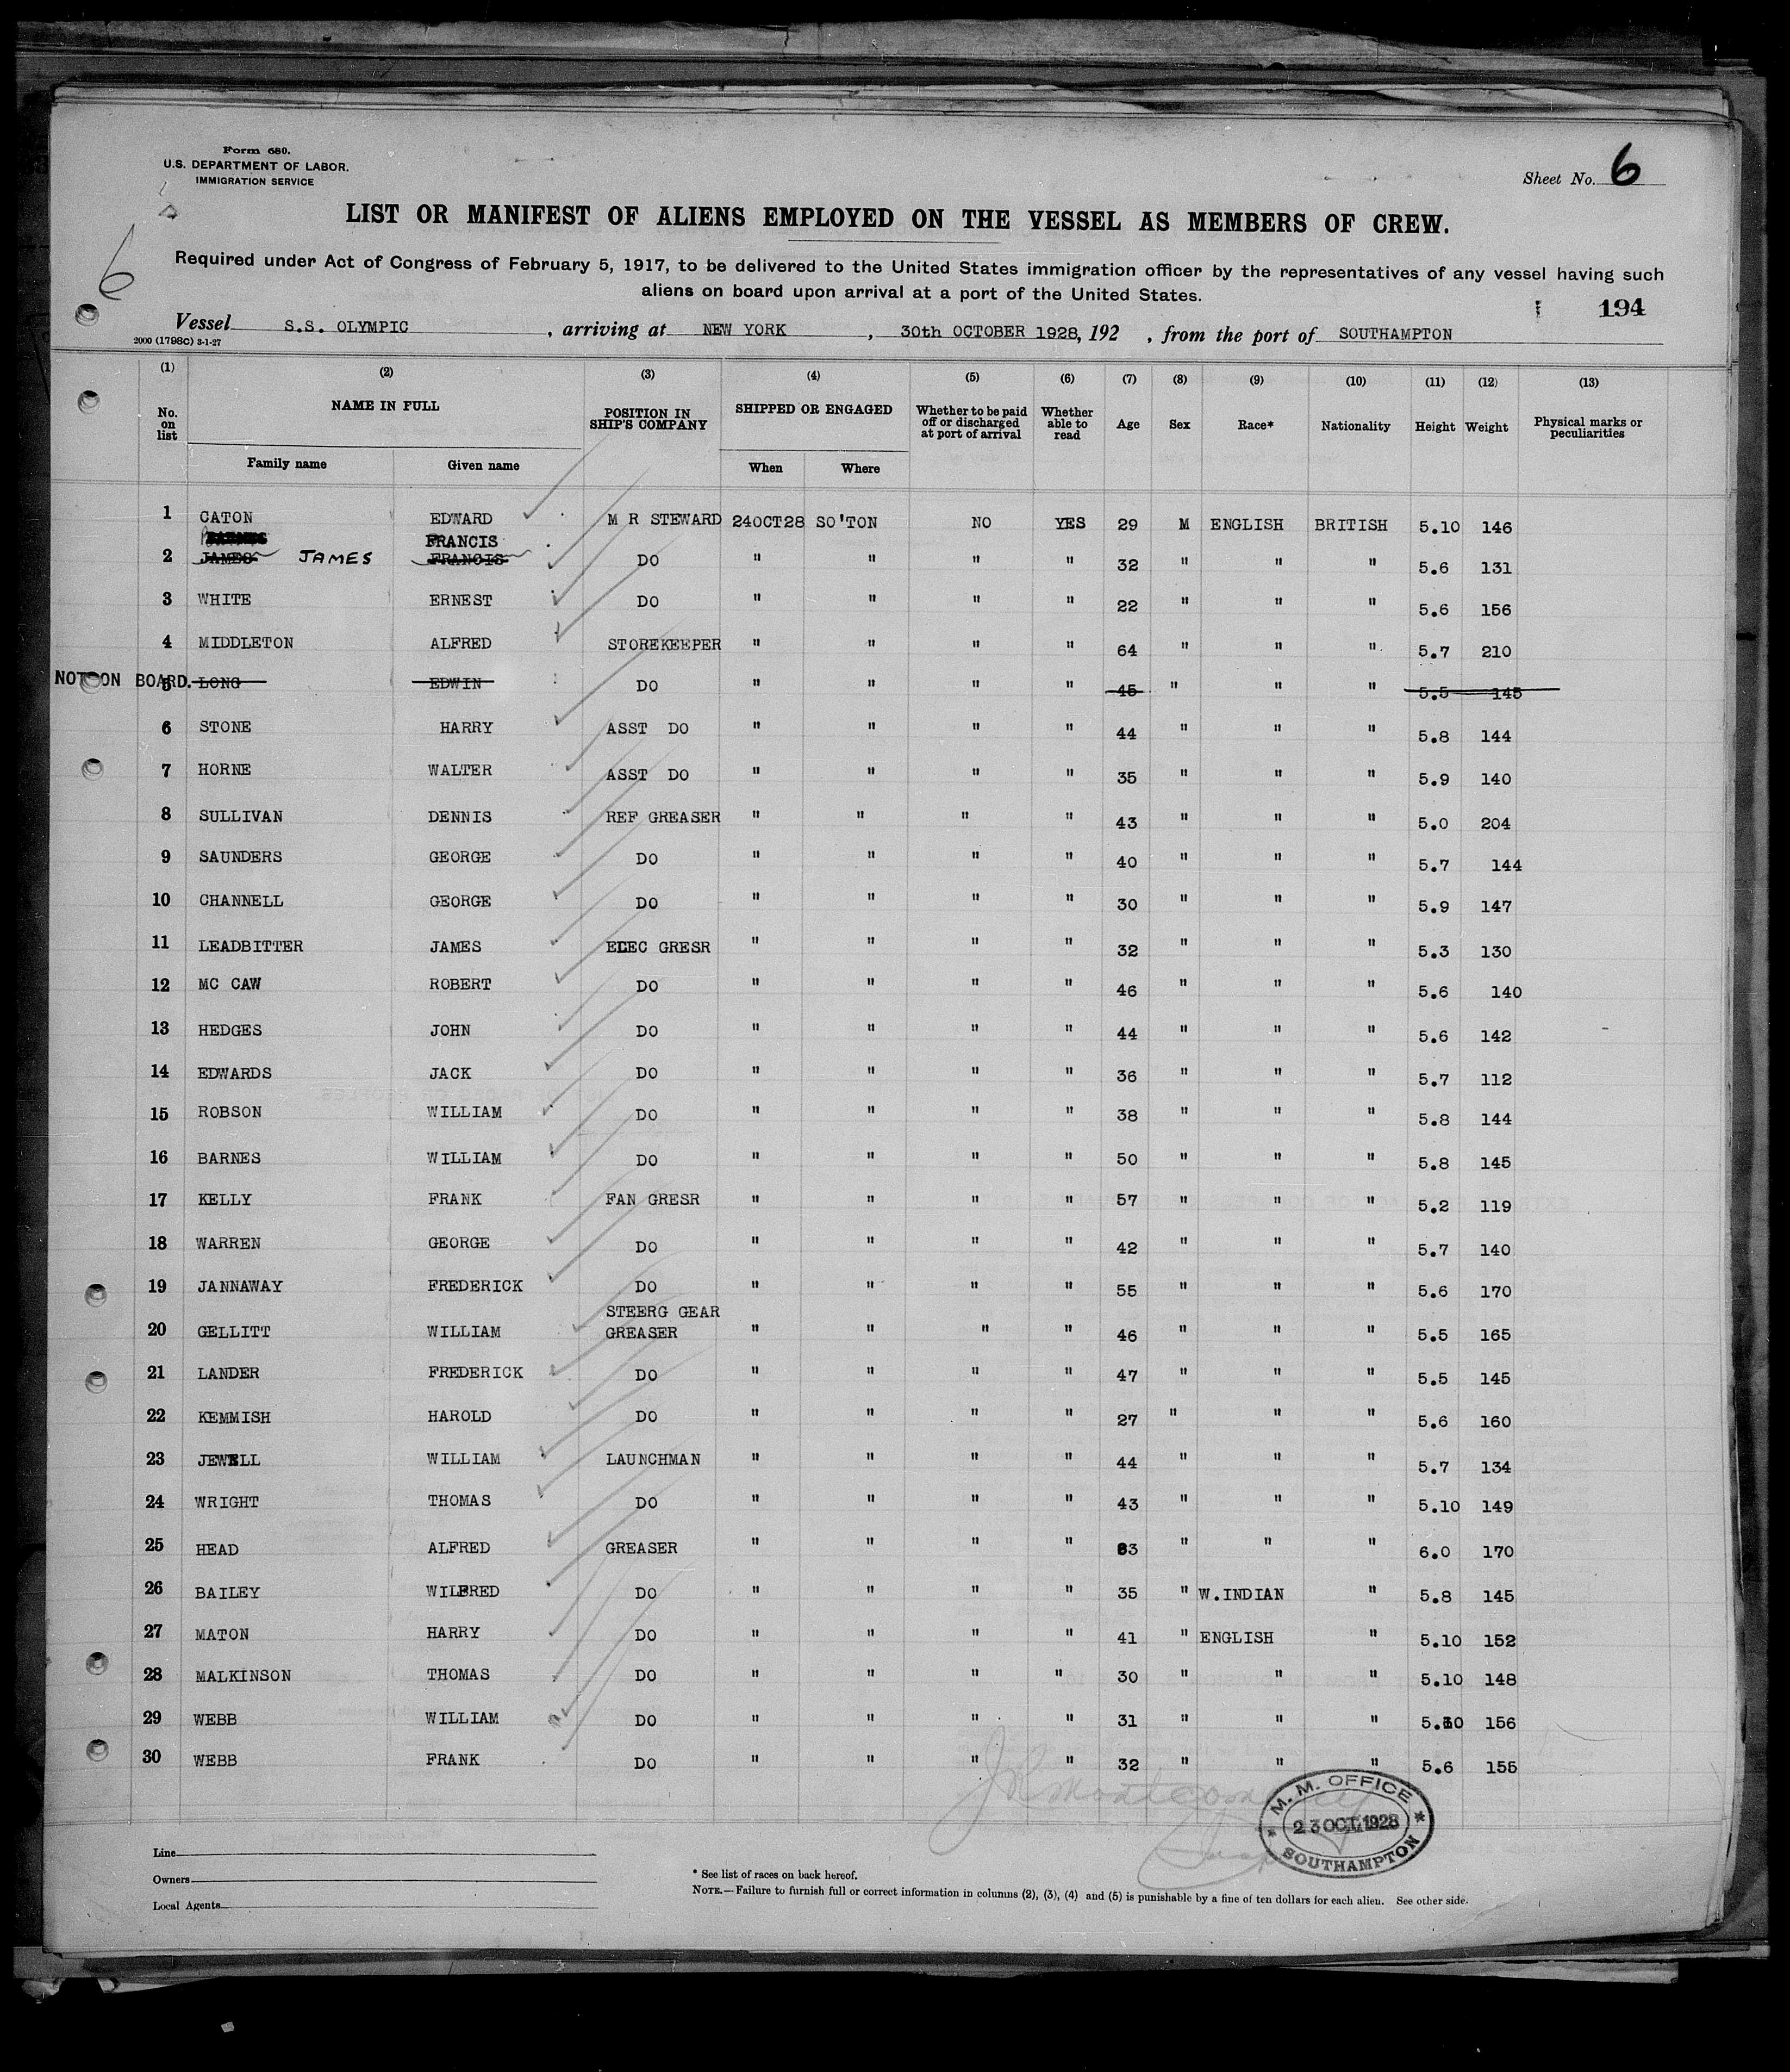 Form 680.
U.S. DEPARTMENT OF LABOR.
IMMIGRATION SERVICE
Sheet No. 6
LIST OR MANIFEST OF ALIENS EMPLOYED ON THE VESSEL AS MEMBERS OF CREW.
6
Required under Act of Congress of February 5, 1917, to be delivered to the United States immigration officer by the representatives of any vessel having such
aliens on board upon arrival at a port of the United States.
194
Vessel S.S. OLYMPIC, arriving at NEW YORK, 30th OCTOBER 1928, 192 , from the port of SOUTHAMPTON
2000 (1798C) 3-1-27
(1) (2) (3) (4) (5) (6) (7) (8) (9) (10) (11) (12) (13)
No. on list NAME IN FULL POSITION IN SHIP'S COMPANY SHIPPED OR ENGAGED Whether to be paid off or discharged at port of arrival Whether able to read Age Sex Race* Nationality Height Weight Physical marks or peculiarities
Family name Given name When Where
1 CATON EDWARD M R STEWARD 24OCT28 SO'TON NO YES 29 M ENGLISH BRITISH 5.10 146
FRANCIS
2 JAMES JAMES FRANCIS DO " " " " 32 " " " 5.6 131
3 WHITE ERNEST DO " " " " 22 " " " 5.6 156
4 MIDDLETON ALFRED STOREKEEPER " " " " 64 " " " 5.7 210
NOT ON BOARD. 5 LONG EDWIN DO " " " " 45 " " " 5.5 145
6 STONE HARRY ASST DO " " " " 44 " " " 5.8 144
7 HORNE WALTER ASST DO " " " " 35 " " " 5.9 140
8 SULLIVAN DENNIS REF GREASER " " " " 43 " " " 5.0 204
9 SAUNDERS GEORGE DO " " " " 40 " " " 5.7 144
10 CHANNELL GEORGE DO " " " " 30 " " " 5.9 147
11 LEADBITTER JAMES ELEC GRESR " " " " 32 " " " 5.3 130
12 MC CAW ROBERT DO " " " " 46 " " " 5.6 140
13 HEDGES JOHN DO " " " " 44 " " " 5.6 142
14 EDWARDS JACK DO " " " " 36 " " " 5.7 112
15 ROBSON WILLIAM DO " " " " 38 " " " 5.8 144
16 BARNES WILLIAM DO " " " " 50 " " " 5.8 145
17 KELLY FRANK FAN GRESR " " " " 57 " " " 5.2 119
18 WARREN GEORGE DO " " " " 42 " " " 5.7 140
19 JANNAWAY FREDERICK DO " " " " 55 " " " 5.6 170
STEERG GEAR
20 GELLITT WILLIAM GREASER " " " " 46 " " " 5.5 165
21 LANDER FREDERICK DO " " " " 47 " " " 5.5 145
22 KEMMISH HAROLD DO " " " " 27 " " " 5.6 160
23 JEWELL WILLIAM LAUNCHMAN " " " " 44 " " " 5.7 134
24 WRIGHT THOMAS DO " " " " 43 " " " 5.10 149
25 HEAD ALFRED GREASER " " " " " " " 6.0 170
26 BAILEY WILFRED DO " " " " 35 " W.INDIAN " 5.8 145
27 MATON HARRY DO " " " " 41 " ENGLISH " 5.10 152
28 MALKINSON THOMAS DO " " " " 30 " " " 5.10 148
29 WEBB WILLIAM DO " " " " 31 " " " 5.10 156
30 WEBB FRANK DO " " " " 32 " " " 5.6 155
M. M. OFFICE
23 OCT. 1928
SOUTHAMPTON
Line
Owners
Local Agents
* See list of races on back hereof.
NOTE.—Failure to furnish full or correct information in columns (2), (3), (4) and (5) is punishable by a fine of ten dollars for each alien. See other side.